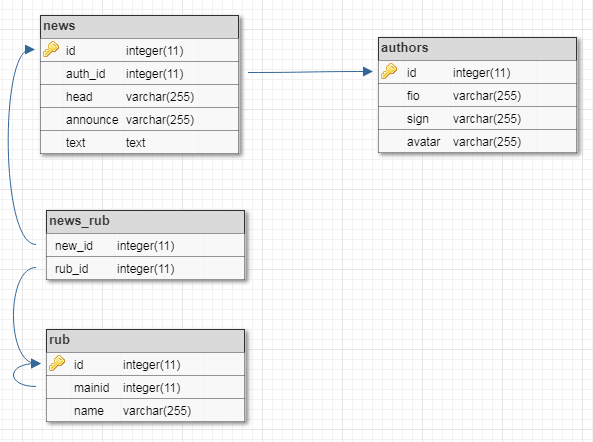 news
id integer(11)
auth_id integer(11)
head varchar(255)
announce varchar(255)
text text
authors
id integer(11)
fio varchar(255)
sign varchar(255)
avatar varchar(255)
news_rub
new_id integer(11)
rub_id integer(11)
rub
id integer(11)
mainid integer(11)
name varchar(255)